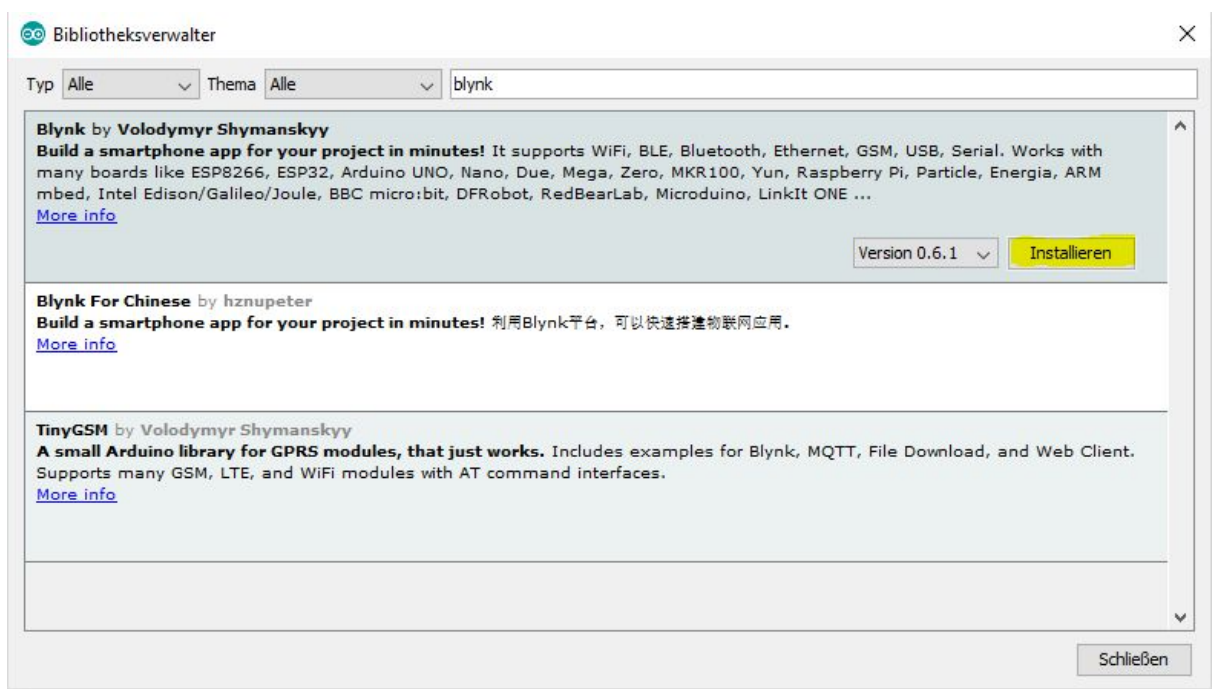 Bibliotheksverwalter
Typ Alle Thema Alle blynk
Blynk by Volodymyr Shymanskyy
Build a smartphone app for your project in minutes! It supports WiFi, BLE, Bluetooth, Ethernet, GSM, USB, Serial. Works with
many boards like ESP8266, ESP32, Arduino UNO, Nano, Due, Mega, Zero, MKR100, Yun, Raspberry Pi, Particle, Energia, ARM
mbed, Intel Edison/Galileo/Joule, BBC micro:bit, DFRobot, RedBearLab, Microduino, LinkIt ONE ...
More info
Version 0.6.1 Installieren
Blynk For Chinese by hznupeter
Build a smartphone app for your project in minutes! 利用Blynk平台，可以快速搭建物联网应用.
More info
TinyGSM by Volodymyr Shymanskyy
A small Arduino library for GPRS modules, that just works. Includes examples for Blynk, MQTT, File Download, and Web Client.
Supports many GSM, LTE, and WiFi modules with AT command interfaces.
More info
Schließen